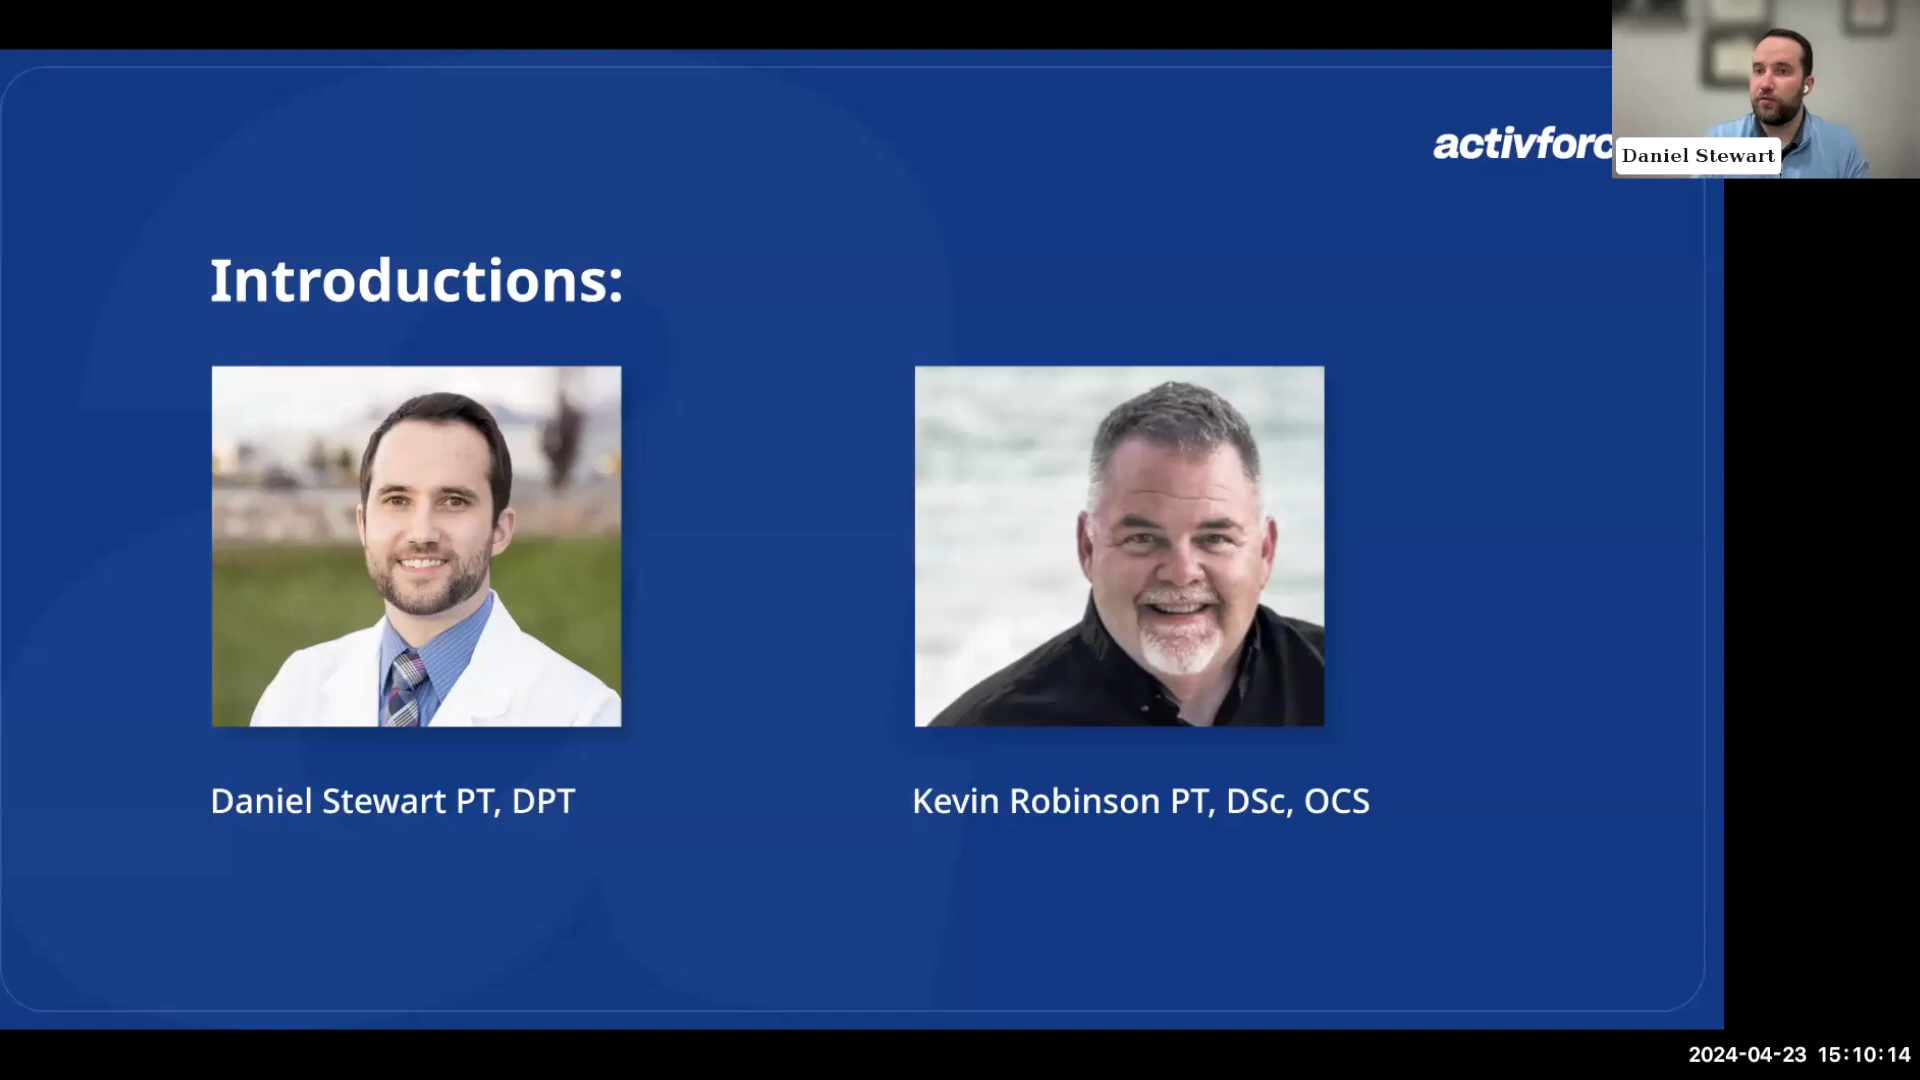 activforc
Daniel Stewart
Introductions:
Daniel Stewart PT, DPT
Kevin Robinson PT, DSc, OCS
2024-04-23 15:10:14